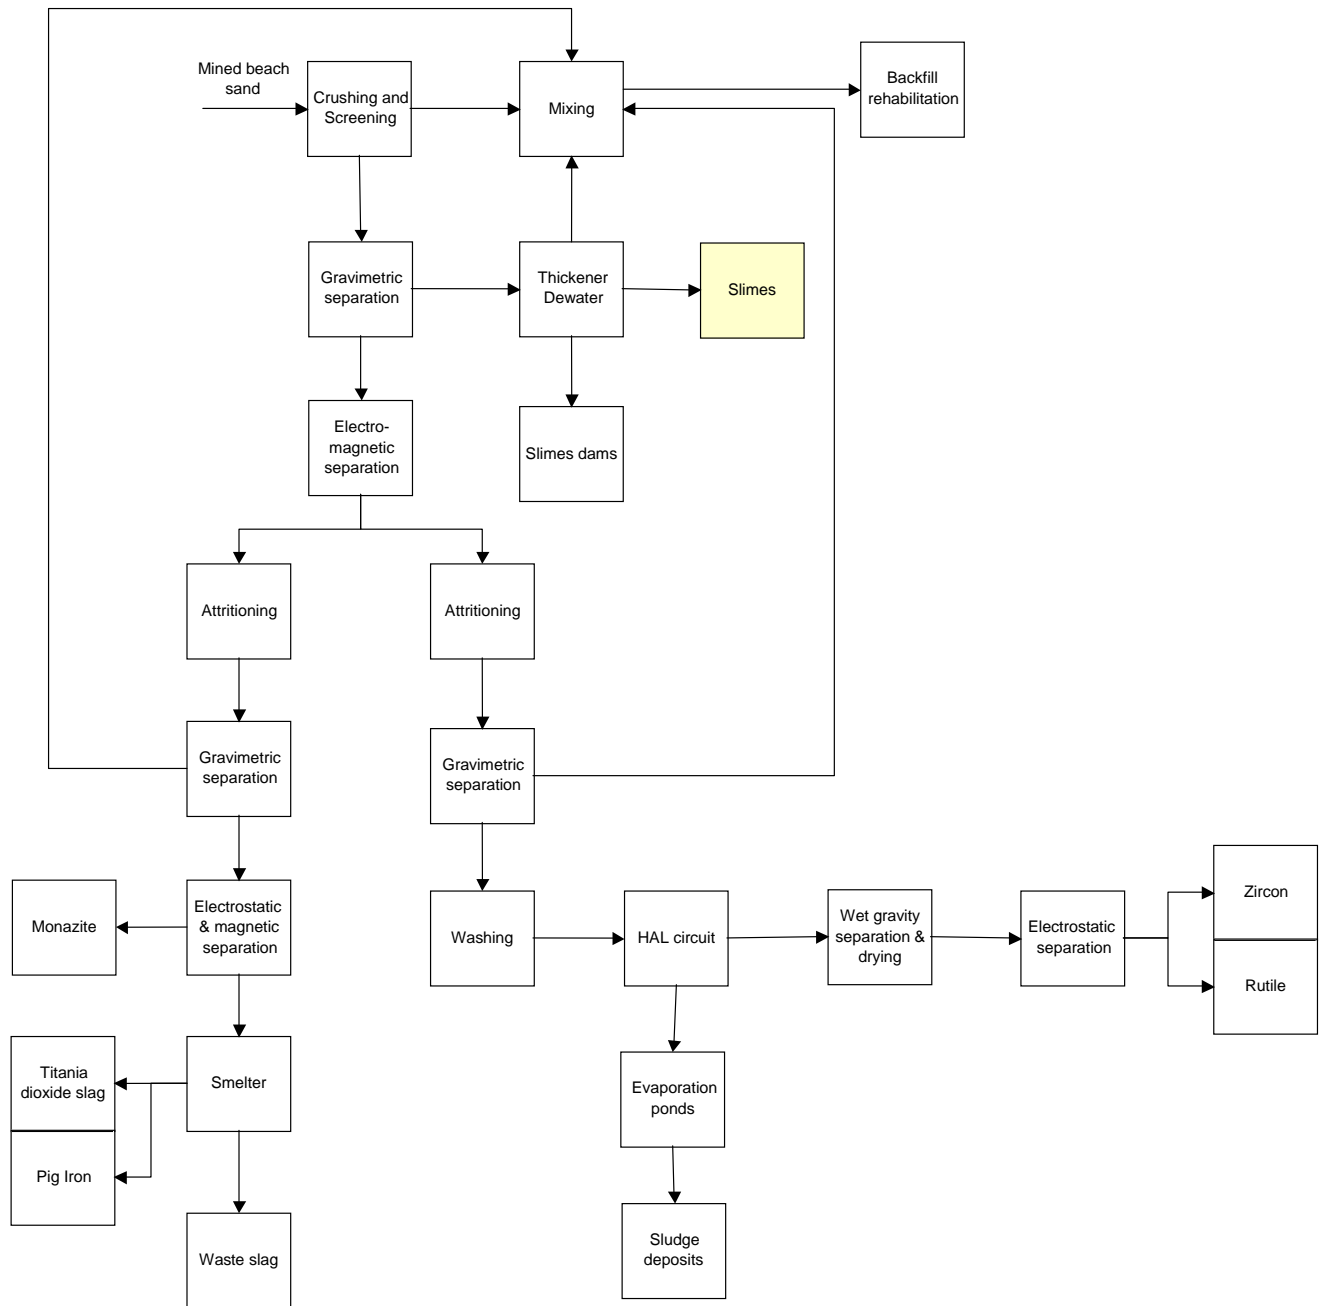 Mined beach
sand
Crushing and
Screening
Mixing
Backfill
rehabilitation
Gravimetric
separation
Thickener
Dewater
Slimes
Electro-
magnetic
separation
Slimes dams
Attritioning
Attritioning
Gravimetric
separation
Gravimetric
separation
Monazite
Electrostatic
& magnetic
separation
Washing
HAL circuit
Wet gravity
separation &
drying
Electrostatic
separation
Zircon
Rutile
Titania
dioxide slag
Smelter
Evaporation
ponds
Pig Iron
Waste slag
Sludge
deposits